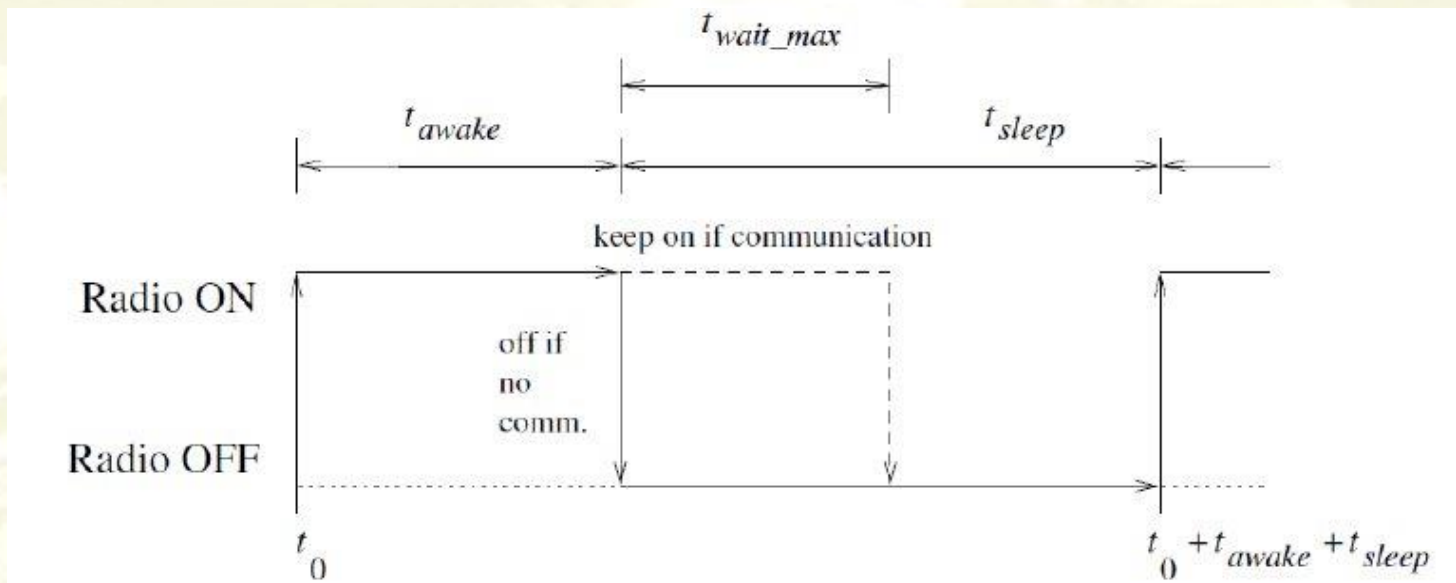 t_wait_max
t_awake
t_sleep
keep on if communication
Radio ON
off if
no
comm.
Radio OFF
t_0
t_0 + t_awake + t_sleep